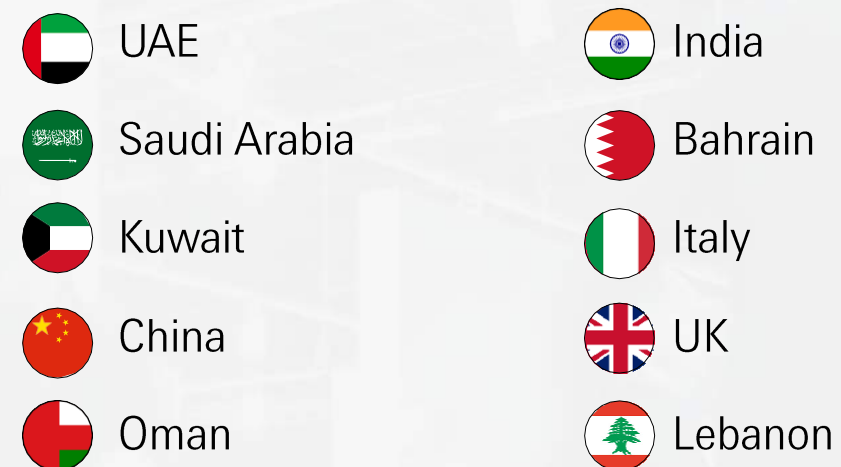 UAE
Saudi Arabia
Kuwait
China
Oman
India
Bahrain
Italy
UK
Lebanon